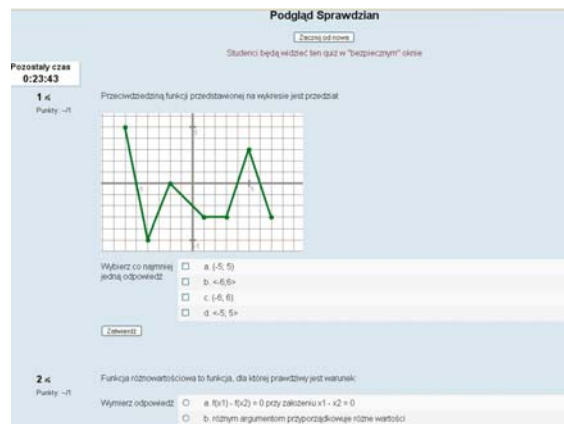 Podgląd Sprawdzian
Zacznij od nowa
Studenci będą widzieć ten quiz w "bezpiecznym" oknie
Pozostały czas
0:23:43
1
Punkty: --/1
Przeciwdziedziną funkcji przedstawionej na wykresie jest przedział:
Wybierz co najmniej jedną odpowiedź
a. (-5; 5)
b. <-6;6>
c. (-6; 6)
d. <-5; 5>
Zatwierdź
2
Punkty: --/1
Funkcja różnowartościowa to funkcja, dla której prawdziwy jest warunek:
Wymierz odpowiedź
a. f(x1) - f(x2) = 0 przy założeniu x1 - x2 = 0
b. różnym argumentom przyporządkowuje różne wartości